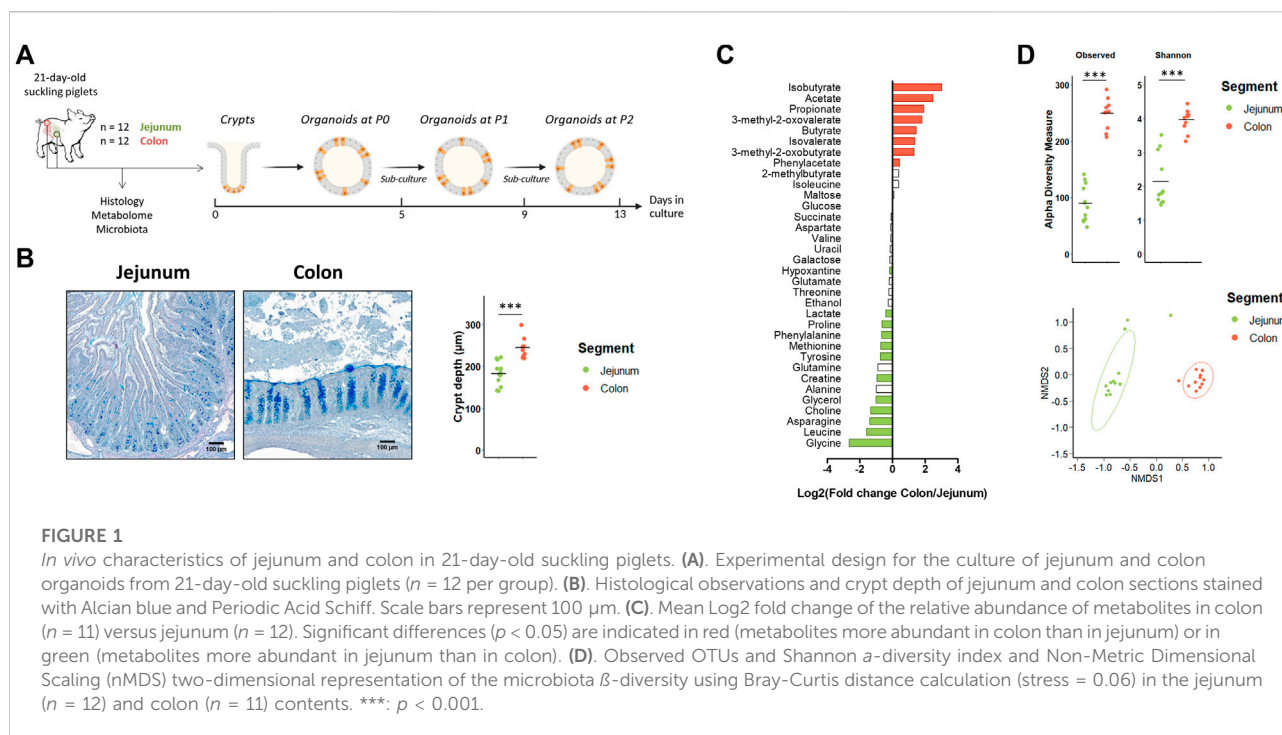 A
21-day-old
suckling piglets
n = 12 Jejunum
n = 12 Colon
Histology
Metabolome
Microbiota
Crypts
Organoids at P0
Organoids at P1
Organoids at P2
Sub-culture
Sub-culture
0
5
9
13
Days in
culture
B
Jejunum
Colon
100 µm
100 µm
***
Crypt depth (µm)
300
200
100
0
Segment
Jejunum
Colon
C
Isobutyrate
Acetate
Propionate
3-methyl-2-oxovalerate
Butyrate
Isovalerate
3-methyl-2-oxobutyrate
Phenylacetate
2-methylbutyrate
Isoleucine
Maltose
Glucose
Succinate
Aspartate
Valine
Uracil
Galactose
Hypoxantine
Glutamate
Threonine
Ethanol
Lactate
Proline
Phenylalanine
Methionine
Tyrosine
Glutamine
Creatine
Alanine
Glycerol
Choline
Asparagine
Leucine
Glycine
-4 -2 0 2 4
Log2(Fold change Colon/Jejunum)
D
Observed
Shannon
***
***
Alpha Diversity Measure
300
200
100
0
5
4
3
2
1
0
Segment
Jejunum
Colon
NMDS2
1.0
0.5
0.0
-0.5
-1.0
-1.5
-1.5 -1.0 -0.5 0.0 0.5 1.0
NMDS1
Segment
Jejunum
Colon
FIGURE 1
In vivo characteristics of jejunum and colon in 21-day-old suckling piglets. (A). Experimental design for the culture of jejunum and colon
organoids from 21-day-old suckling piglets (n = 12 per group). (B). Histological observations and crypt depth of jejunum and colon sections stained
with Alcian blue and Periodic Acid Schiff. Scale bars represent 100 µm. (C). Mean Log2 fold change of the relative abundance of metabolites in colon
(n = 11) versus jejunum (n = 12). Significant differences (p < 0.05) are indicated in red (metabolites more abundant in colon than in jejunum) or in
green (metabolites more abundant in jejunum than in colon). (D). Observed OTUs and Shannon a-diversity index and Non-Metric Dimensional
Scaling (nMDS) two-dimensional representation of the microbiota ß-diversity using Bray-Curtis distance calculation (stress = 0.06) in the jejunum
(n = 12) and colon (n = 11) contents. ***: p < 0.001.